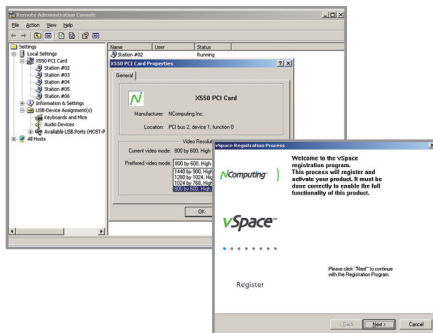 Remote Administration Console
File Action View Help
Settings
Local Settings
X550 PCI Card
Station #02
Station #03
Station #04
Station #05
Station #06
Information & Settings
USB-Device Assignment(s)
Keyboards and Mice
Audio Devices
Available USB Ports (HOST-P
All Hosts
Name User Status
Station #02 Running
X550 PCI Card Properties
General
X550 PCI Card
Manufacturer: NComputing Inc.
Location: PCI bus 2, device 1, function 0
Video Resolu
Current video mode: 800 by 600, High
Preffered video mode: 800 by 600, High
1440 by 900, Hig
1280 by 1024, Hig
1024 by 768, High
800 by 600, High
OK
vSpace Registration Process
NComputing
Welcome to the vSpace
registration program.
This process will register and
activate your product. It must be
done correctly to enable the full
functionality of this product.
vSpace™
Please click "Next" to continue
with the Registration Program.
Register
< Back Next > Cancel